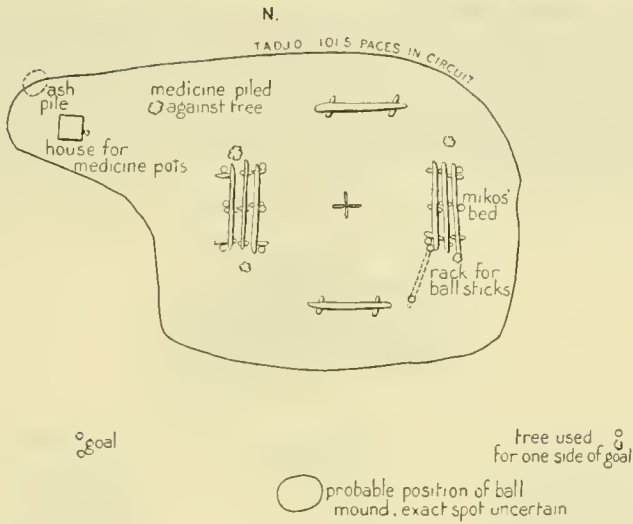 N.
TADJO 1015 PACES IN CIRCUIT
ash
pile
medicine piled
against tree
house for
medicine pots
mikos'
bed
rack for
ball sticks
goal
tree used
for one side of goal
probable position of ball
mound, exact spot uncertain